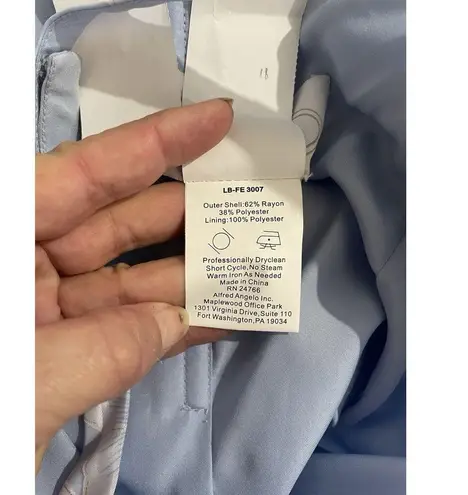 LB-FE 3007
Outer Shell:62% Rayon
38% Polyester
Lining:100% Polyester
Professionally Dryclean
Short Cycle,No Steam
Warm Iron As Needed
Made in China
RN 24766
Alfred Angelo Inc.
Maplewood Office Park
1301 Virginia Drive,Suite 110
Fort Washington,PA 19034